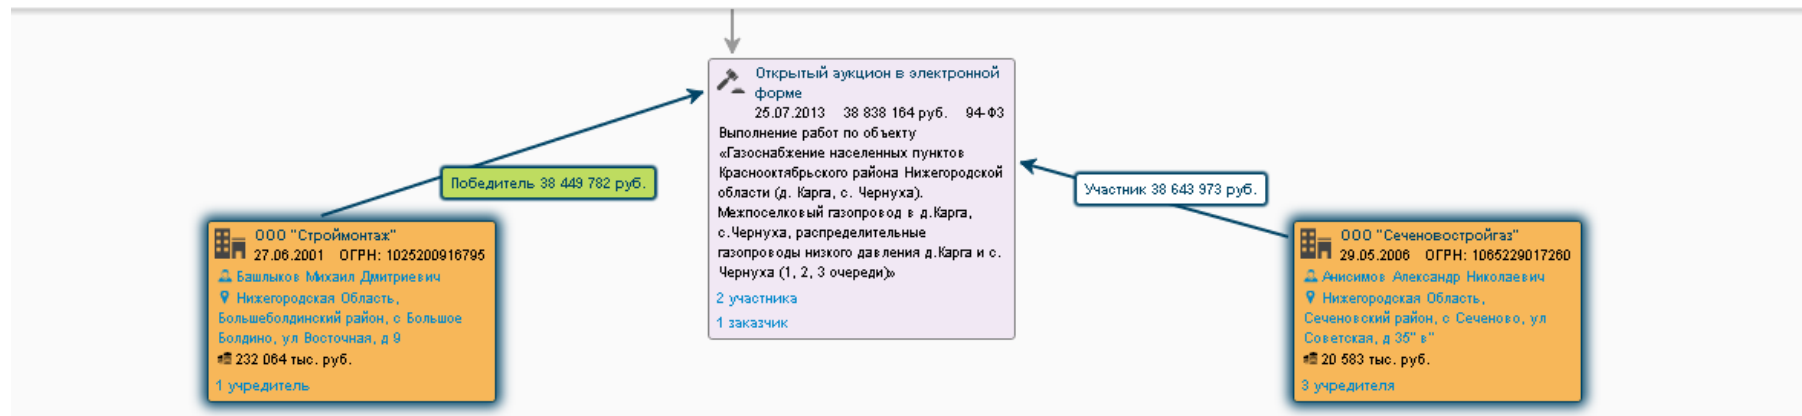 Открытый аукцион в электронной
форме
25.07.2013 38 838 164 руб. 94-ФЗ
Выполнение работ по объекту
«Газоснабжение населенных пунктов
Краснооктябрьского района Нижегородской
области (д. Карга, с. Чернуха).
Межпоселковый газопровод в д.Карга,
с.Чернуха, распределительные
газопроводы низкого давления д.Карга и с.
Чернуха (1, 2, 3 очереди)»
2 участника
1 заказчик
Победитель 38 449 782 руб.
Участник 38 643 973 руб.
ООО "Строймонтаж"
27.06.2001 ОГРН: 1025200916795
Башлыков Михаил Дмитриевич
Нижегородская Область,
Большеболдинский район, с Большое
Болдино, ул Восточная, д 9
232 064 тыс. руб.
1 учредитель
ООО "Сеченовостройгаз"
29.05.2006 ОГРН: 1065229017260
Анисимов Александр Николаевич
Нижегородская Область,
Сеченовский район, с Сеченово, ул
Советская, д 35" в"
20 583 тыс. руб.
3 учредителя